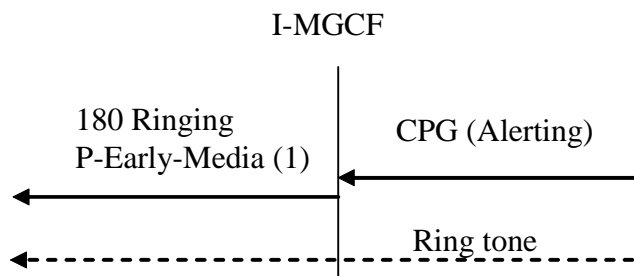 I-MGCF
180 Ringing
P-Early-Media (1)
CPG (Alerting)
Ring tone